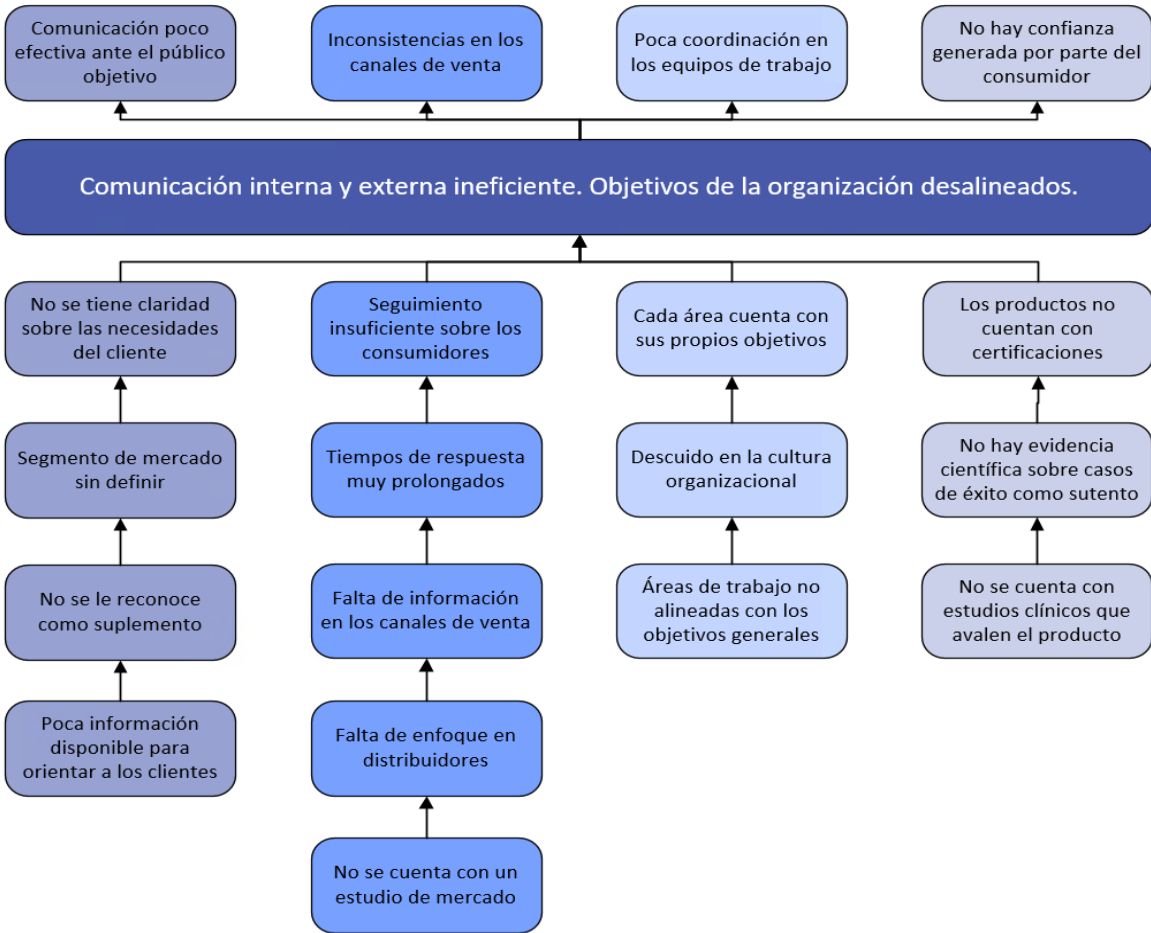 Comunicación poco
efectiva ante el público
objetivo
Inconsistencias en los
canales de venta
Poca coordinación en
los equipos de trabajo
No hay confianza
generada por parte del
consumidor
Comunicación interna y externa ineficiente. Objetivos de la organización desalineados.
No se tiene claridad
sobre las necesidades
del cliente
Seguimiento
insuficiente sobre los
consumidores
Cada área cuenta con
sus propios objetivos
Los productos no
cuentan con
certificaciones
Segmento de mercado
sin definir
Tiempos de respuesta
muy prolongados
Descuido en la cultura
organizacional
No hay evidencia
científica sobre casos
de éxito como sutento
No se le reconoce
como suplemento
Falta de información
en los canales de venta
Áreas de trabajo no
alineadas con los
objetivos generales
No se cuenta con
estudios clínicos que
avalen el producto
Poca información
disponible para
orientar a los clientes
Falta de enfoque en
distribuidores
No se cuenta con un
estudio de mercado